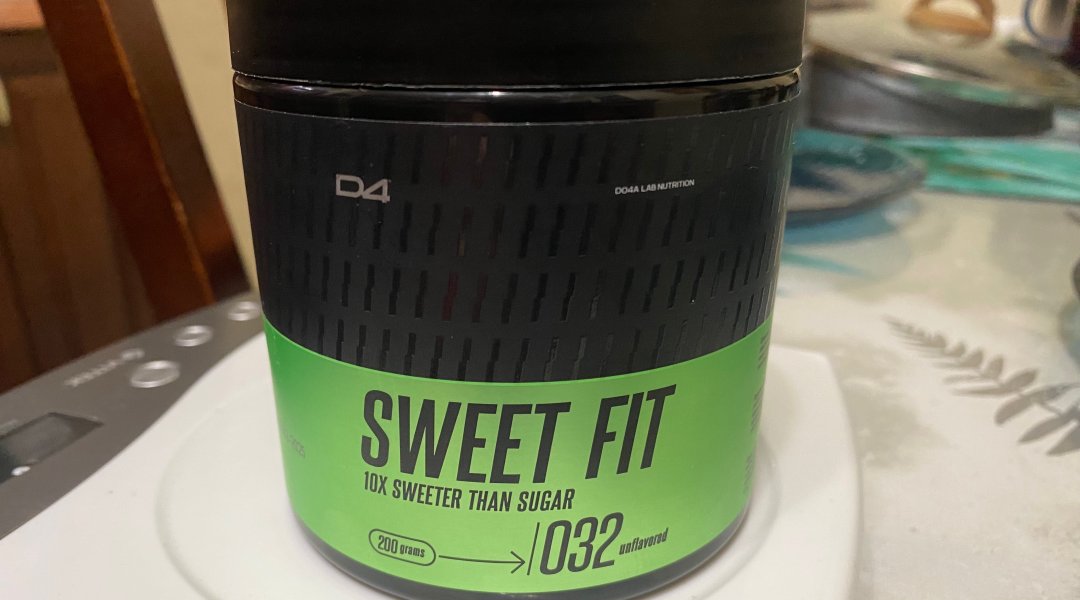 D4
DO4A LAB NUTRITION
SWEET FIT
10X SWEETER THAN SUGAR
200 grams
032 unflavored